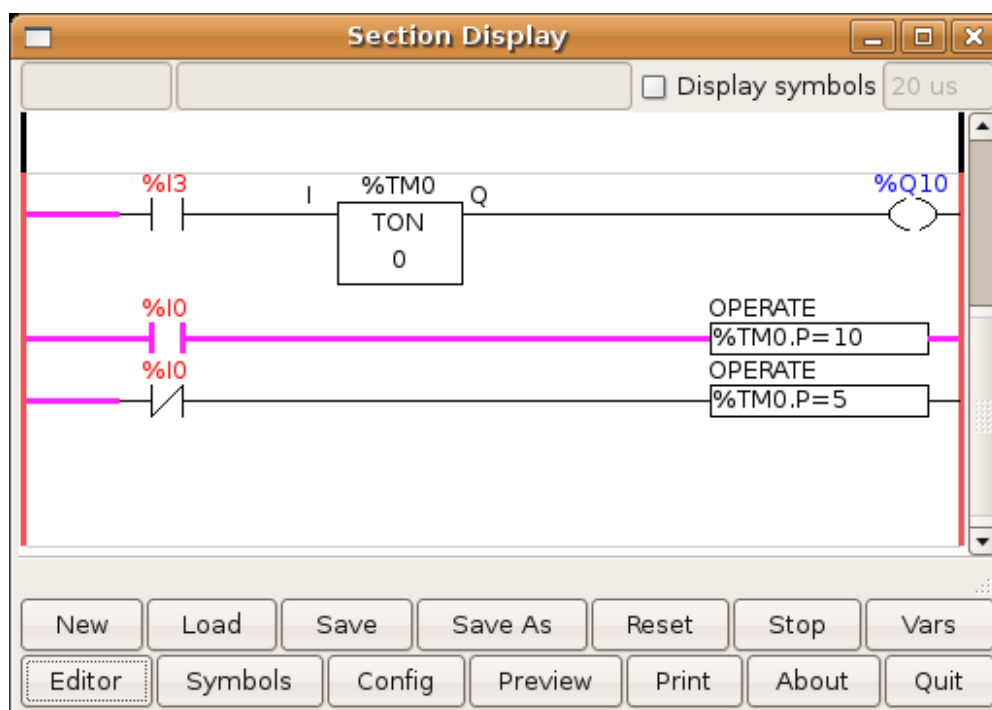 Section Display
Display symbols 20 us
%I3 I %TM0 Q %Q10
TON
0
%I0 OPERATE
%TM0.P=10
%I0 OPERATE
%TM0.P=5
New Load Save Save As Reset Stop Vars
Editor Symbols Config Preview Print About Quit